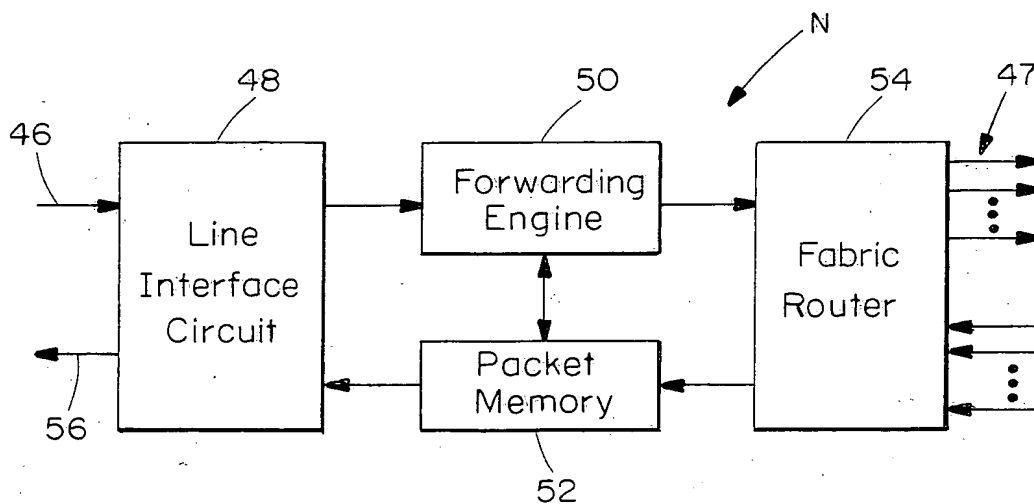 N
48
50
54
47
46
Forwarding
Engine
Line
Interface
Circuit
Fabric
Router
Packet
Memory
56
52